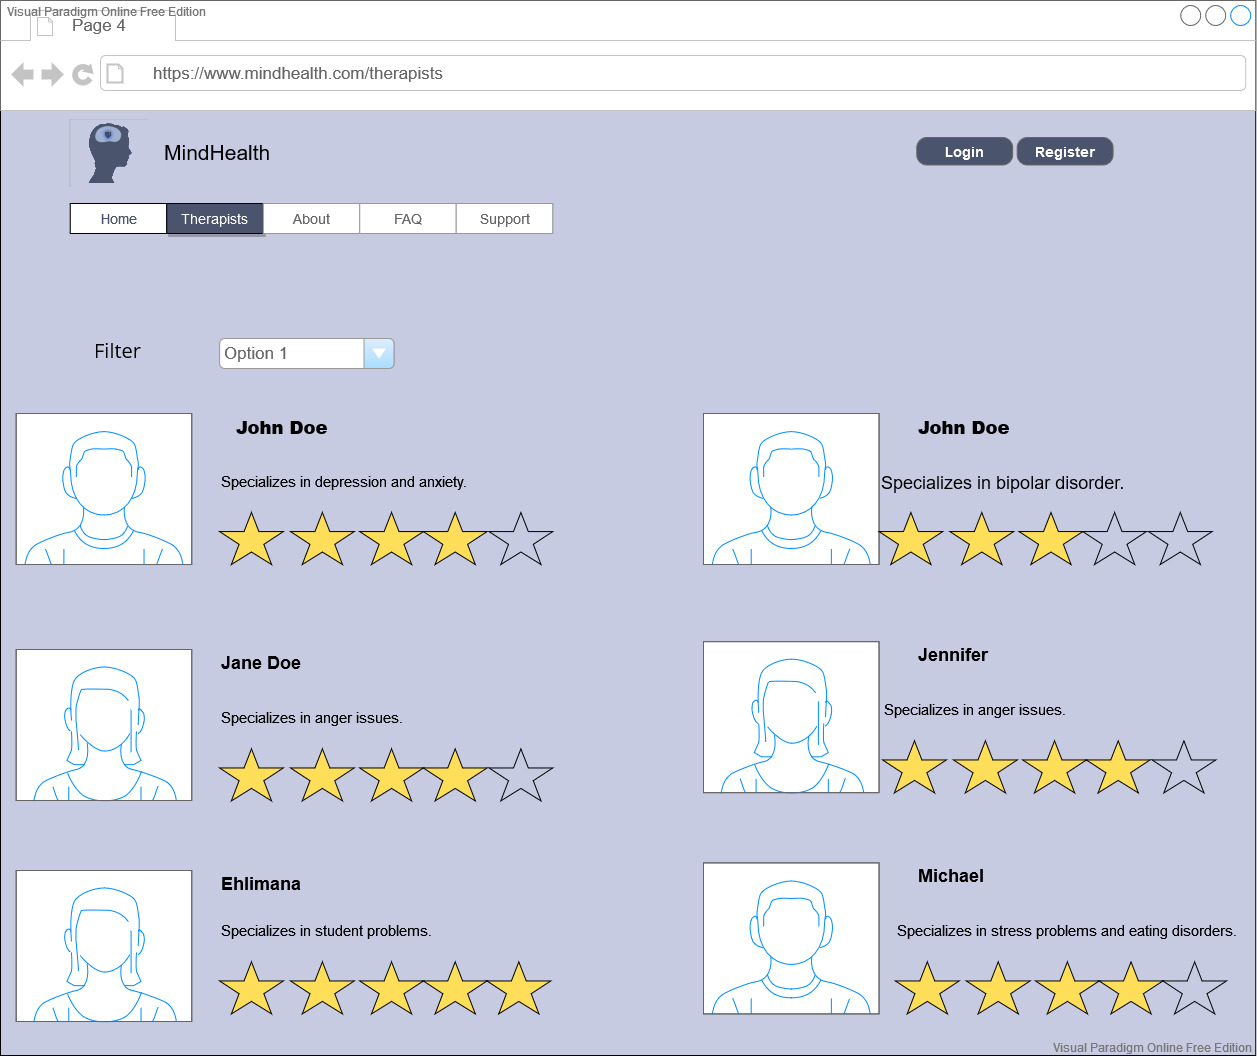 Visual Paradigm Online Free Edition
Page 4
https://www.mindhealth.com/therapists
MindHealth
Login
Register
Home
Therapists
About
FAQ
Support
Filter
Option 1
John Doe
Specializes in depression and anxiety.
John Doe
Specializes in bipolar disorder.
Jane Doe
Specializes in anger issues.
Jennifer
Specializes in anger issues.
Ehlimana
Specializes in student problems.
Michael
Specializes in stress problems and eating disorders.
Visual Paradigm Online Free Edition